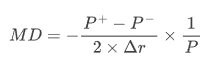 $MD = -\frac{P^{+} - P^{-}}{2 \times \Delta r} \times \frac{1}{P}$